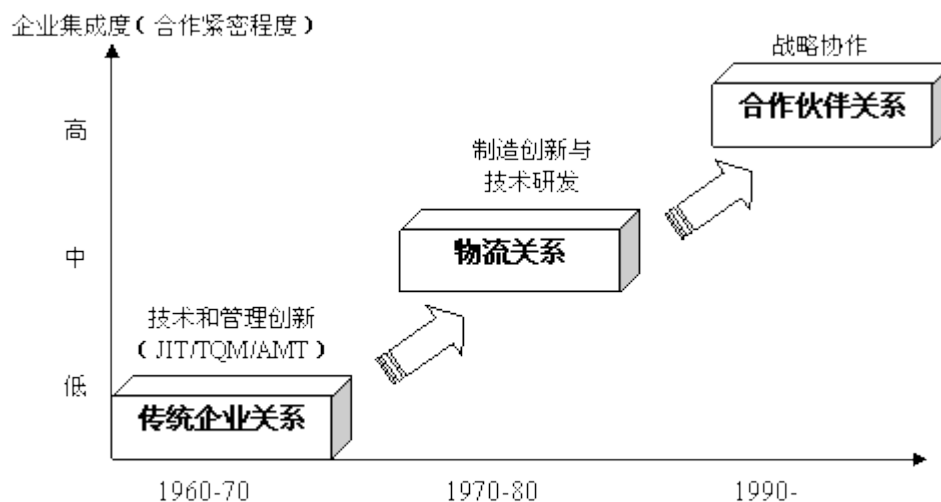 企业集成度(合作紧密程度)
战略协作
合作伙伴关系
高
制造创新与
技术研发
物流关系
中
技术和管理创新
(JIT/TQM/AMT)
低
传统企业关系
1960-70
1970-80
1990-